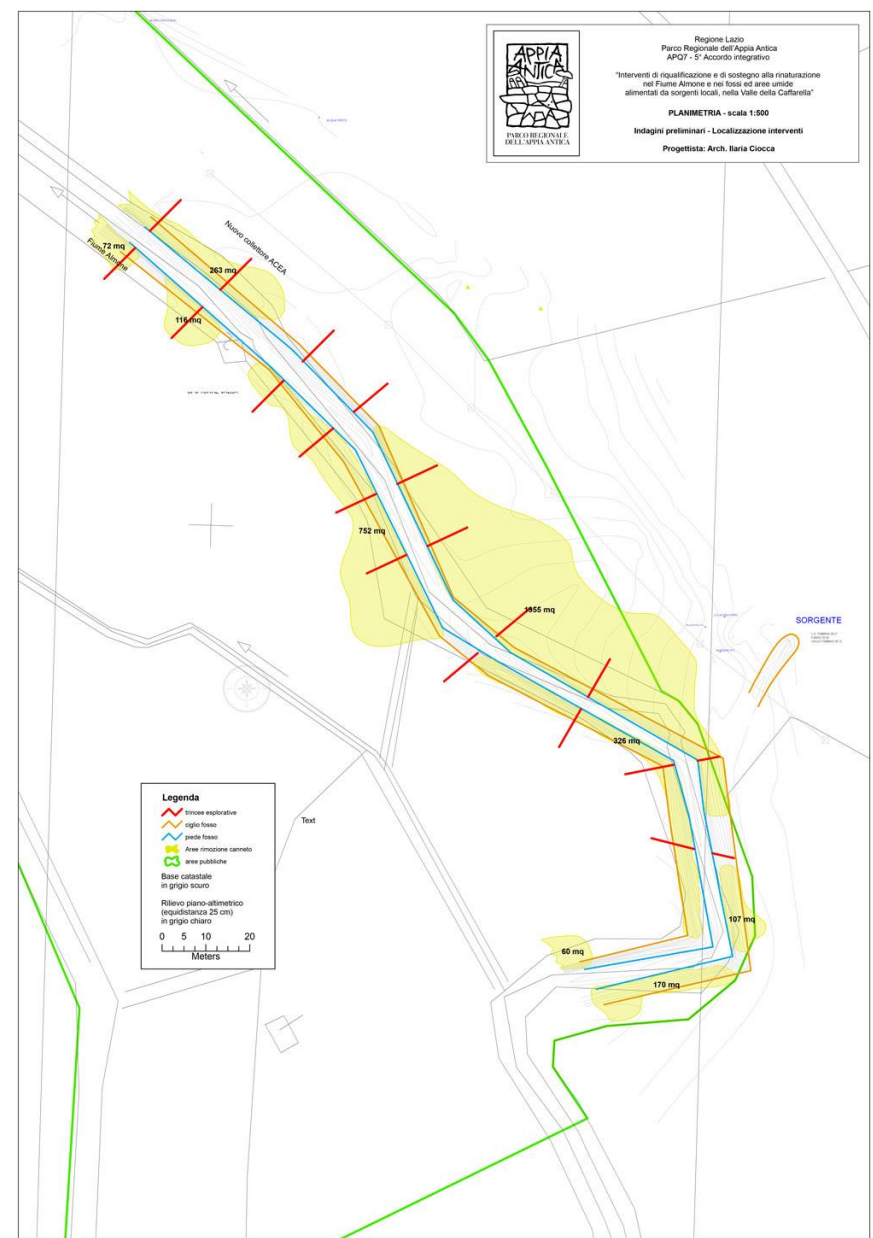 Regione Lazio
Parco Regionale dell'Appia Antica
APQ7 - 5° Accordo integrativo
"Interventi di riqualificazione e di sostegno alla rinaturazione
nel Fiume Almone e nei fossi ed aree umide
alimentati da sorgenti locali, nella Valle della Caffarella"
PLANIMETRIA - scala 1:500
Indagini preliminari - Localizzazione interventi
Progettista: Arch. Ilaria Ciocca
APPIA
ANTICA
PARCO REGIONALE
DELL'APPIA ANTICA
Nuovo collettore ACEA
72 mq
Fiume Almone
263 mq
116 mq
752 mq
1955 mq
SORGENTE
326 mq
107 mq
60 mq
170 mq
Text
Legenda
trincee esplorative
ciglio fosso
piede fosso
Aree rimozione canneto
aree pubbliche
Base catastale
in grigio scuro
Rilievo piano-altimetrico
(equidistanza 25 cm)
in grigio chiaro
0 5 10 20
Meters